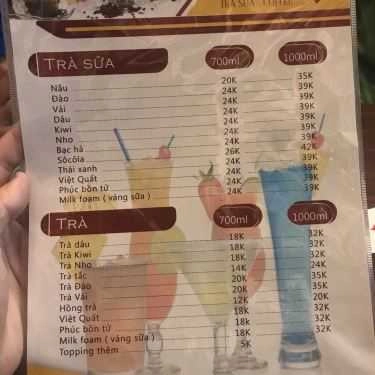 TRÀ SỮA COFFEE
TRÀ SỮA 700ml 1000ml
Nâu 20K 35K
Đào 24K 39K
Vải 24K 39K
Dâu 24K 39K
Kiwi 24K 39K
Nho 24K 39K
Bạc hà 24K 39K
Sôcôla 26K 42K
Thái xanh 24K 39K
Việt Quất 24K 39K
Phúc bồn tử 24K 39K
Milk foam ( váng sữa ) 24K 39K
TRÀ 700ml 1000ml
Trà dâu 18K 32K
Trà Kiwi 18K 32K
Trà Nho 18K 32K
Trà tắc 14K 24K
Trà Đào 20K 35K
Trà Vải 20K 35K
Hồng trà 12K 20K
Việt Quất 18K 32K
Phúc bồn tử 18k 32K
Milk foam ( váng sữa ) 18k 32K
Topping thêm 5K